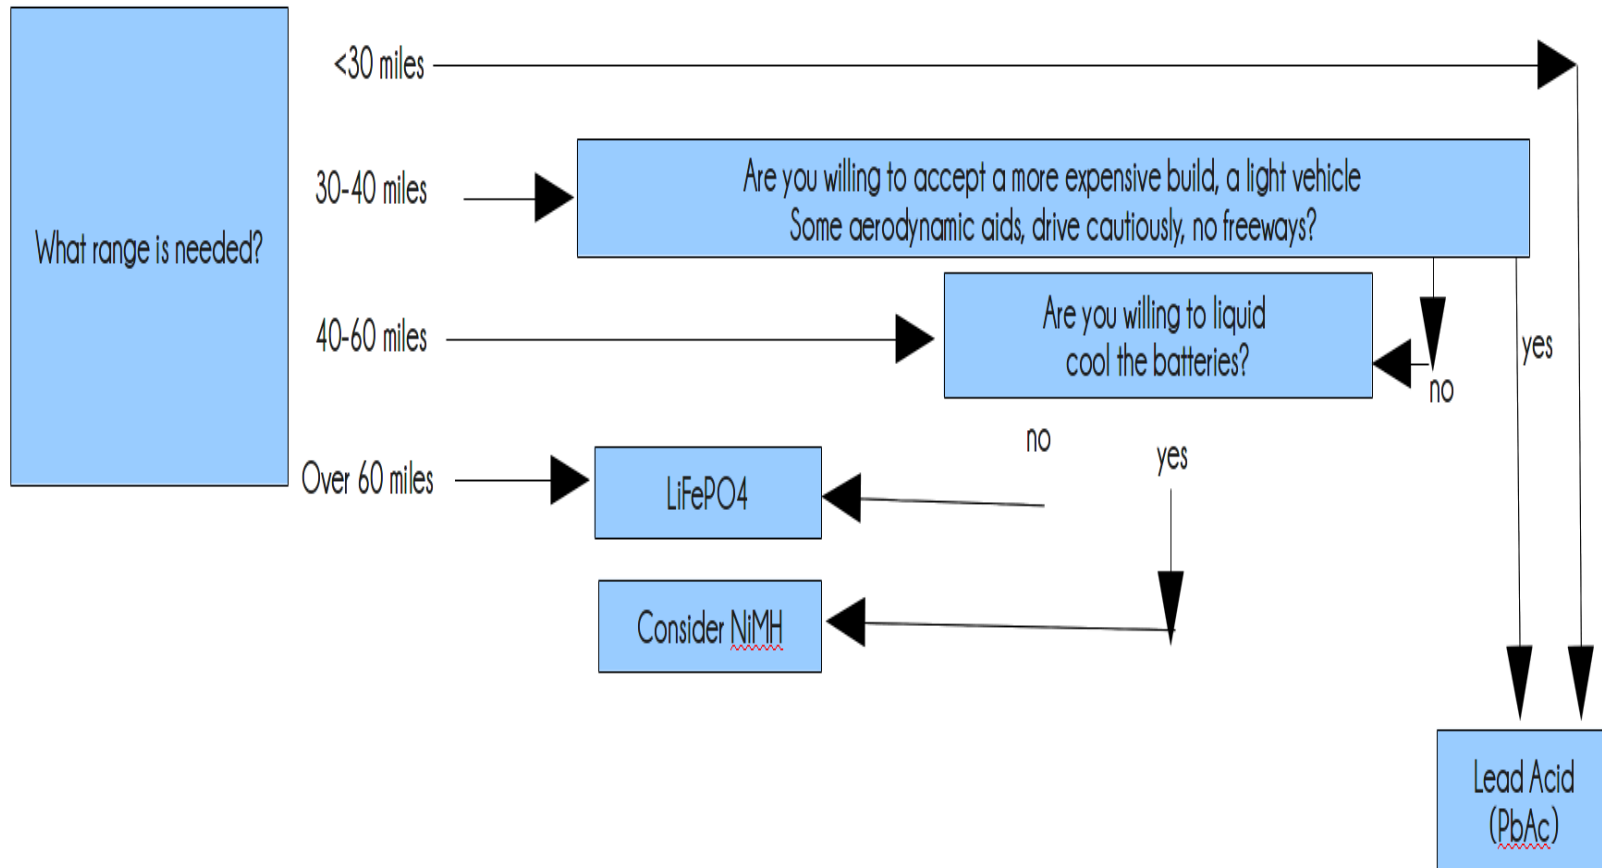 What range is needed?
<30 miles
30-40 miles
Are you willing to accept a more expensive build, a light vehicle
Some aerodynamic aids, drive cautiously, no freeways?
40-60 miles
Are you willing to liquid
cool the batteries?
yes
no
no
yes
Over 60 miles
LiFePO4
Consider NiMH
Lead Acid
(PbAc)